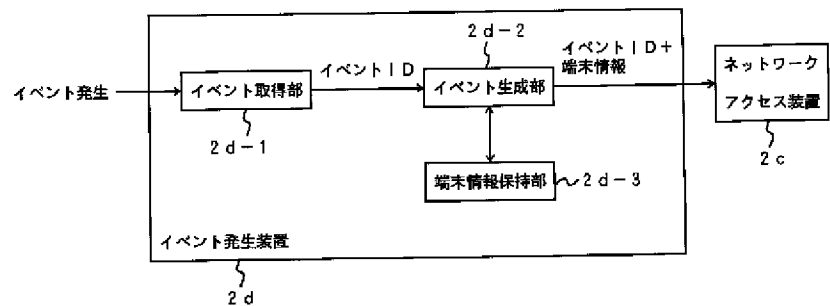 2d-2
イベントID+
端末情報
イベントID
ネットワーク
アクセス装置
イベント発生
イベント取得部
イベント生成部
2d-1
2c
端末情報保持部
2d-3
イベント発生装置
2d